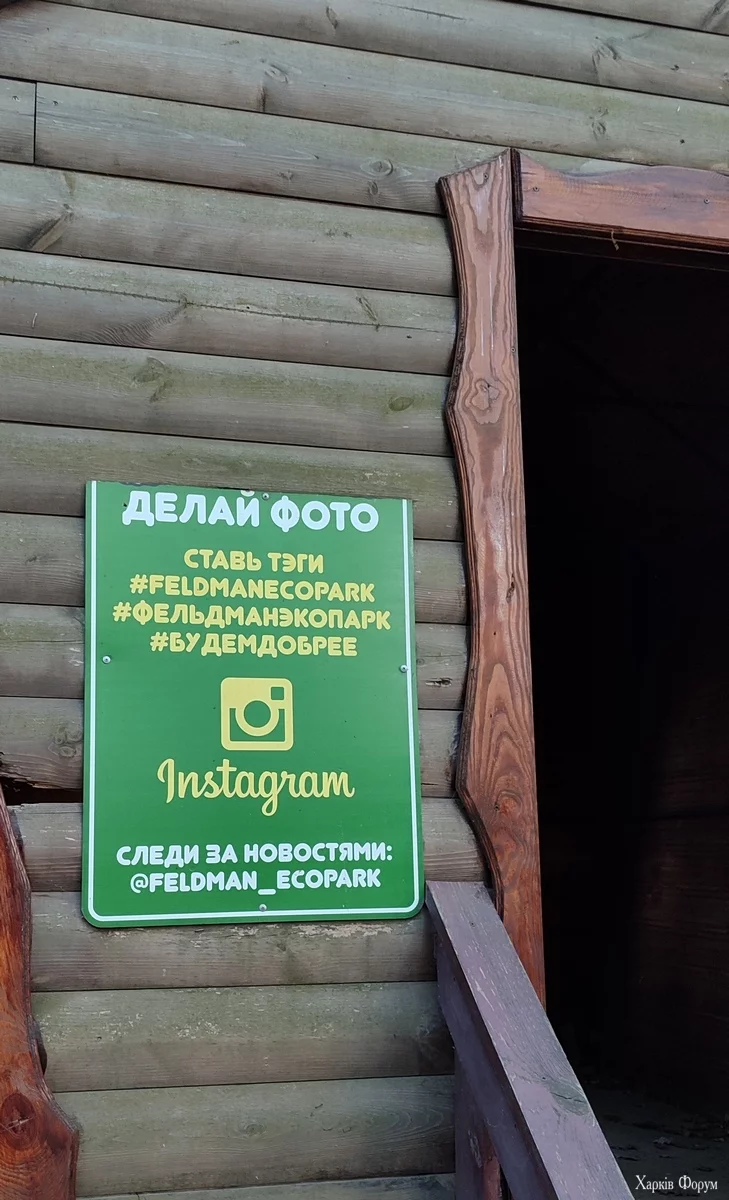 ДЕЛАЙ ФОТО
СТАВЬ ТЭГИ
#FELDMANECOPARK
#ФЕЛЬДМАНЭКОПАРК
#БУДЕМДОБРЕЕ
Instagram
СЛЕДИ ЗА НОВОСТЯМИ:
@FELDMAN_ECOPARK
Харків Форум